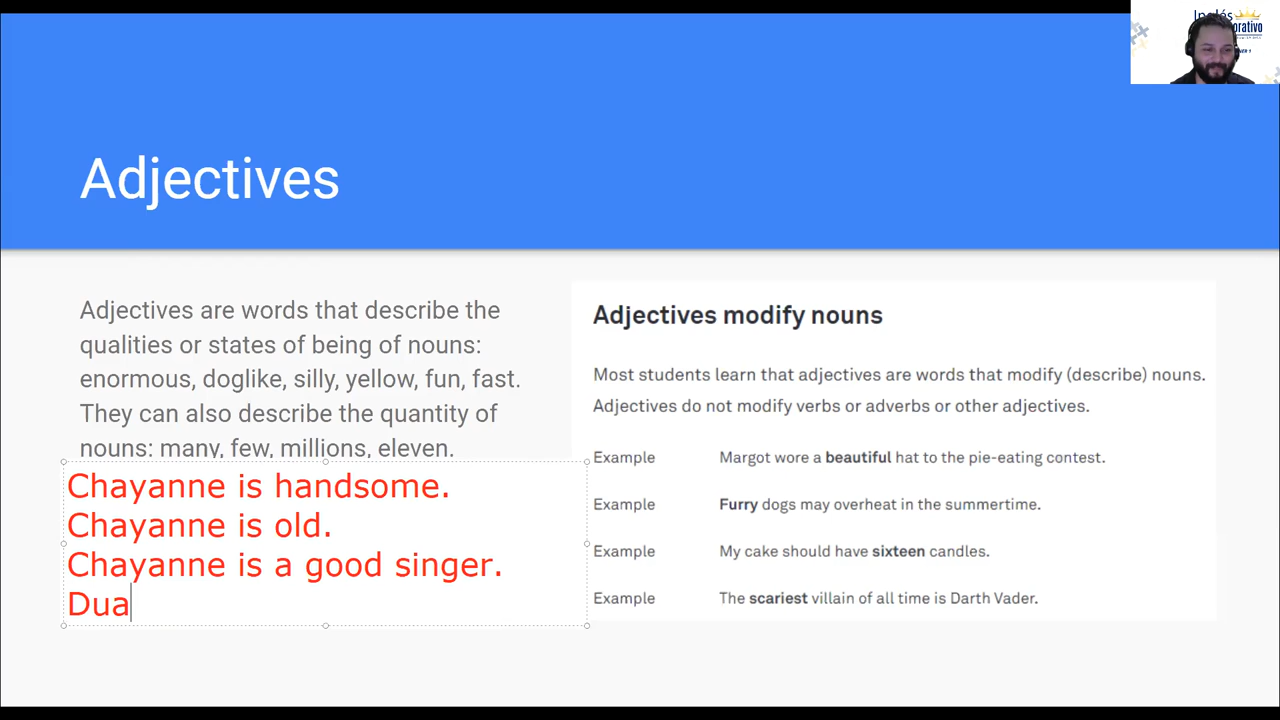 Inglés
Adjectives
Adjectives are words that describe the
qualities or states of being of nouns:
enormous, doglike, silly, yellow, fun, fast.
They can also describe the quantity of
nouns: many, few, millions, eleven.
Chayanne is handsome.
Chayanne is old.
Chayanne is a good singer.
Dua
Adjectives modify nouns
Most students learn that adjectives are words that modify (describe) nouns.
Adjectives do not modify verbs or adverbs or other adjectives.
Example Margot wore a beautiful hat to the pie-eating contest.
Example Furry dogs may overheat in the summertime.
Example My cake should have sixteen candles.
Example The scariest villain of all time is Darth Vader.